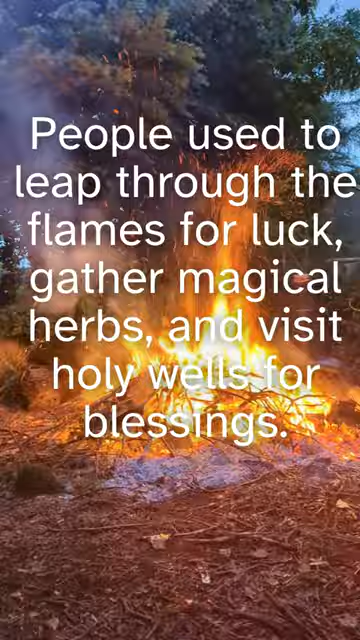 People used to
leap through the
flames for luck,
gather magical
herbs, and visit
holy wells for
blessings.